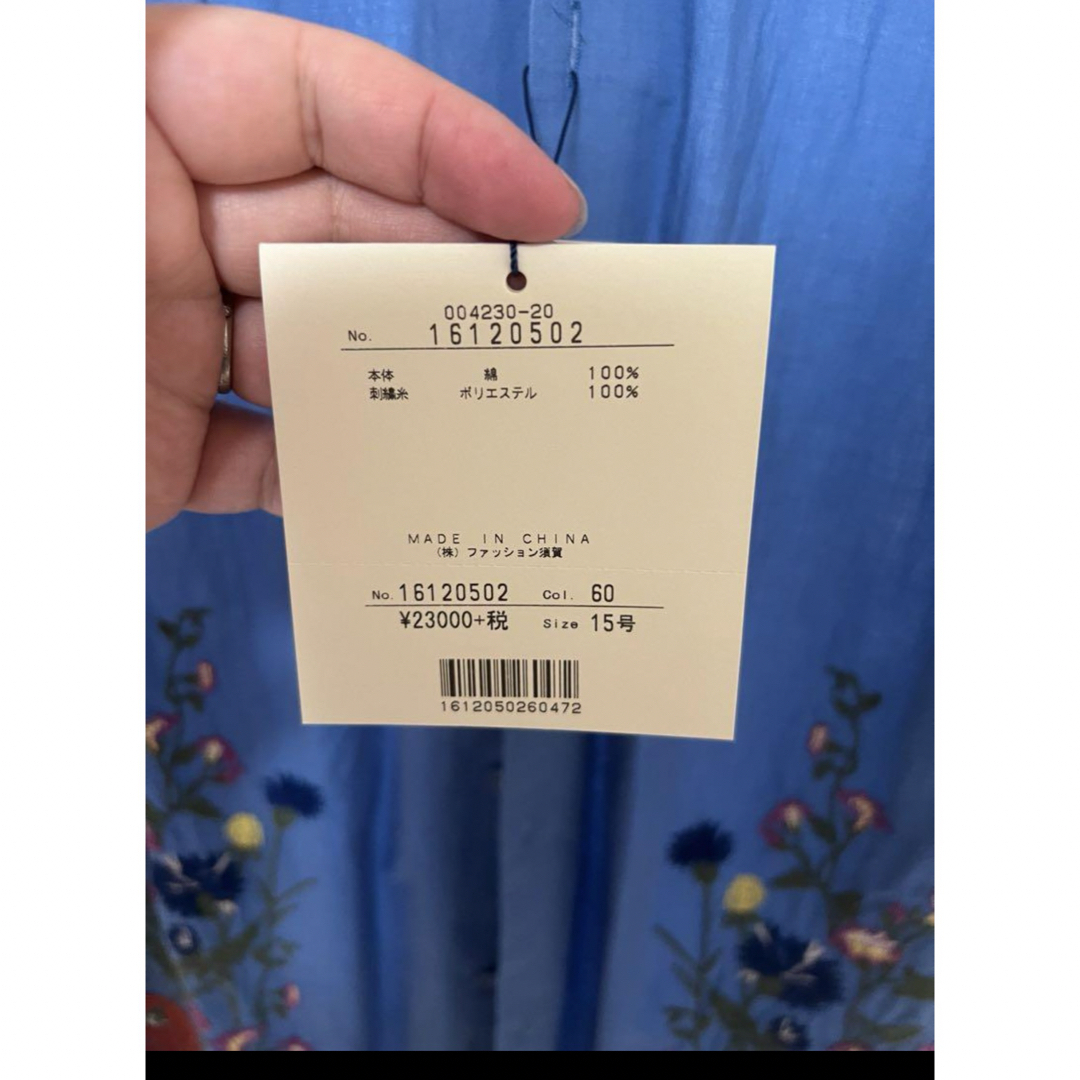 004230-20
No. 16120502
本体 綿 100%
刺繍糸 ポリエステル 100%
MADE IN CHINA
(株)ファッション須賀
No. 16120502 Col. 60
¥23000+税 Size 15号
1612050260472